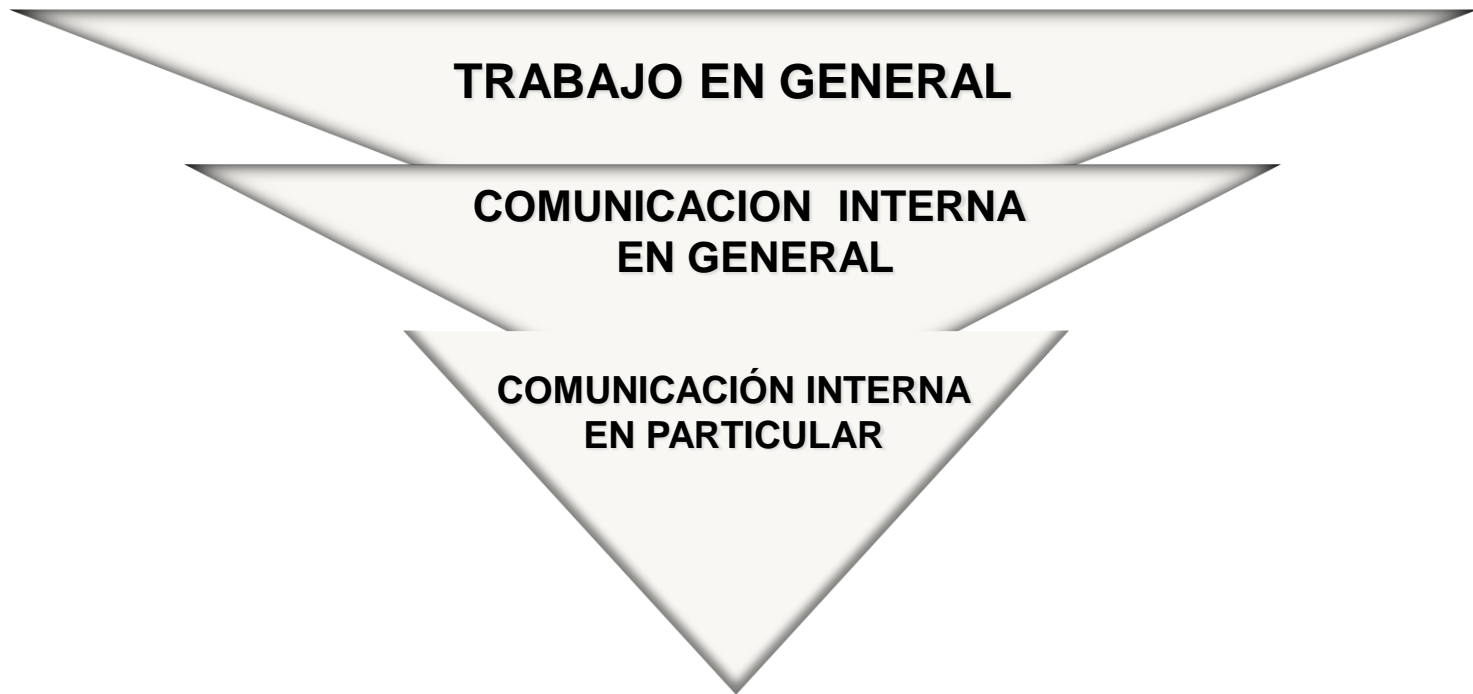 TRABAJO EN GENERAL
COMUNICACION INTERNA
EN GENERAL
COMUNICACIÓN INTERNA
EN PARTICULAR